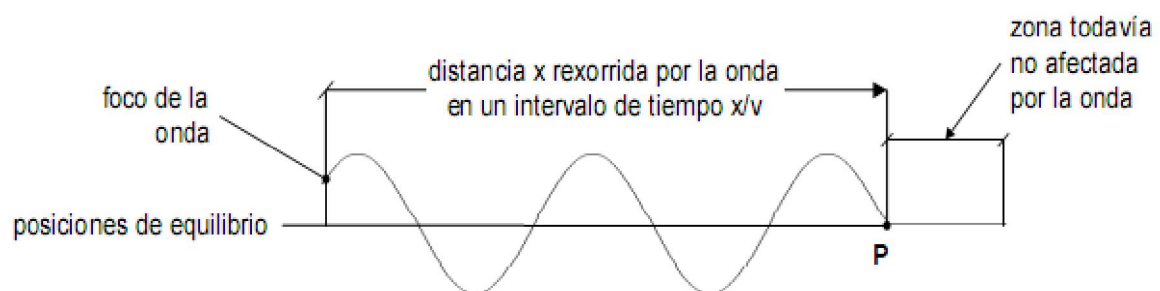 zona todavía
no afectada
por la onda
distancia x rexorrida por la onda
en un intervalo de tiempo x/v
foco de la
onda
posiciones de equilibrio
P